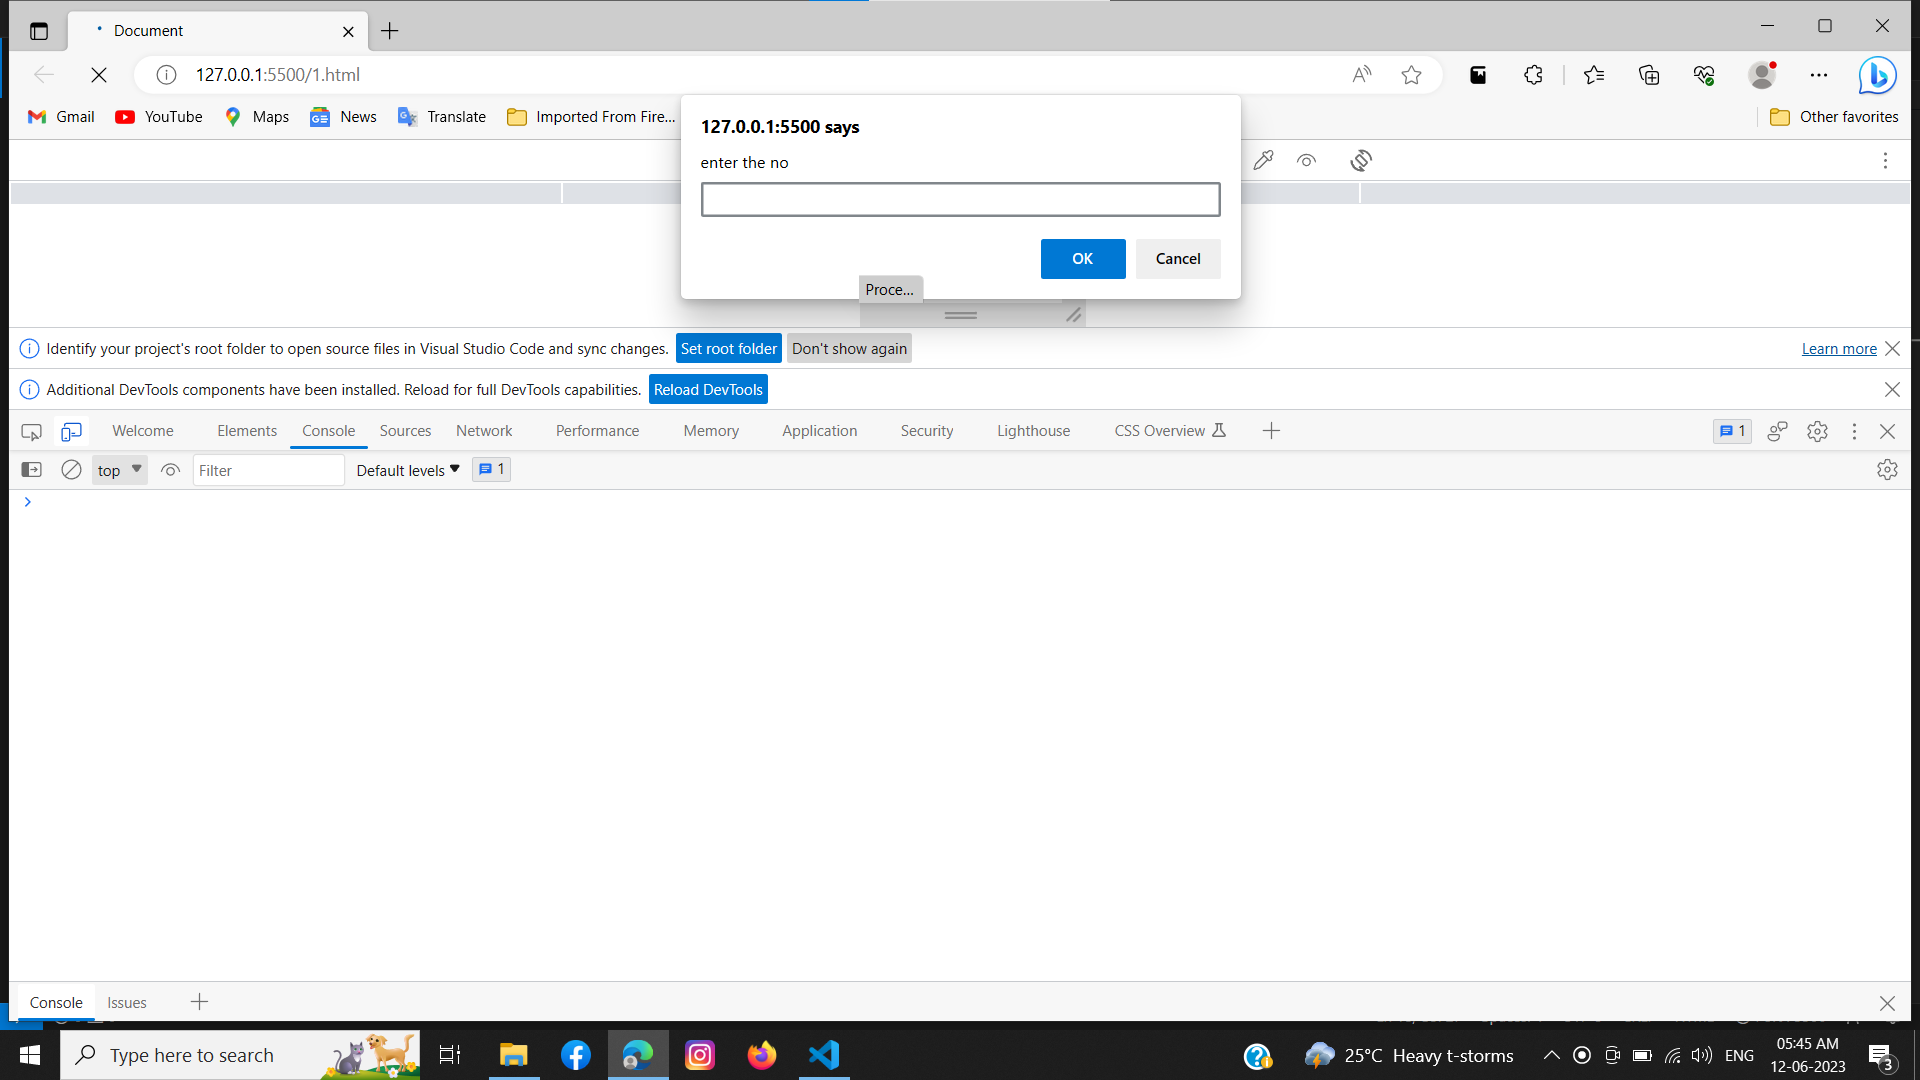 Document
127.0.0.1:5500/1.html
Gmail YouTube Maps News Translate Imported From Fire... Other favorites
127.0.0.1:5500 says
enter the no
OK Cancel
Proce...
Identify your project's root folder to open source files in Visual Studio Code and sync changes. Set root folder Don't show again Learn more
Additional DevTools components have been installed. Reload for full DevTools capabilities. Reload DevTools
Welcome Elements Console Sources Network Performance Memory Application Security Lighthouse CSS Overview 1
top Filter Default levels 1
Console Issues
Type here to search 25°C Heavy t-storms ENG 05:45 AM
12-06-2023 3